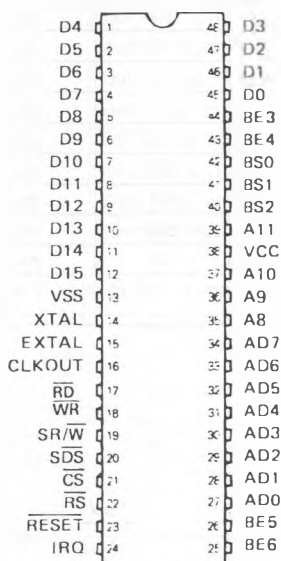 D4 1 48 D3
D5 2 47 D2
D6 3 46 D1
D7 4 45 D0
D8 5 44 BE3
D9 6 43 BE4
D10 7 42 BS0
D11 8 41 BS1
D12 9 40 BS2
D13 10 39 A11
D14 11 38 VCC
D15 12 37 A10
VSS 13 36 A9
XTAL 14 35 A8
EXTAL 15 34 AD7
CLKOUT 16 33 AD6
RD 17 32 AD5
WR 18 31 AD4
SR/W 19 30 AD3
SDS 20 29 AD2
CS 21 28 AD1
RS 22 27 AD0
RESET 23 26 BE5
IRQ 24 25 BE6